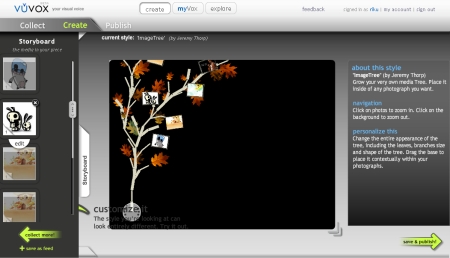 vuvox your visual voice
create myVox explore
feedback signed in as rike | my account | sign out
Collect Create Publish
Storyboard
the media in your piece
current style: 'ImageTree' (by Jeremy Thorp)
edit
Storyboard
collect more!
+ save as feed
customize it
The style you're looking at can
look entirely different. Try it out.
about this style
'ImageTree' (by Jeremy Thorp)
Grow your very own media Tree. Place it
inside of any photograph you want.
navigation
Click on photos to zoom in. Click on the
background to zoom out.
personalize this
Change the entire appearance of the
tree, including the leaves, branches size
and shape of the tree. Drag the base to
place it contextually within your
photographs.
save & publish!